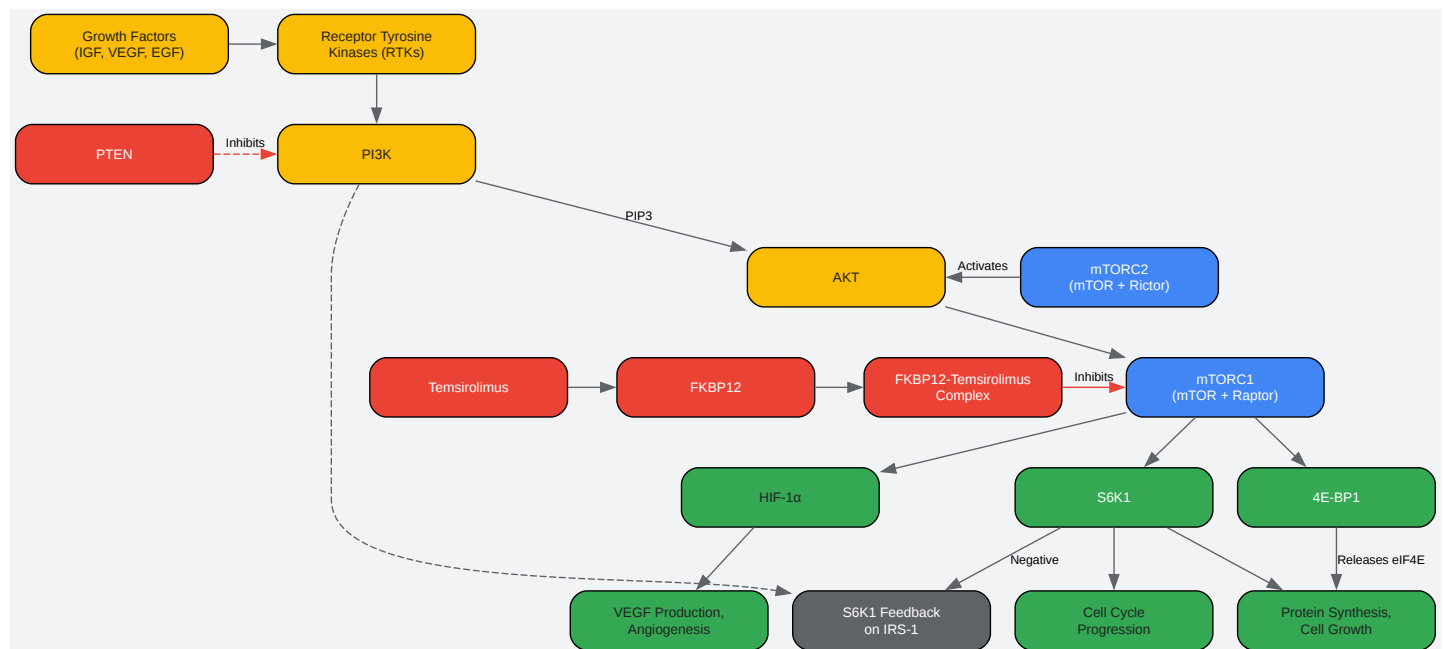 Growth Factors
(IGF, VEGF, EGF)
Receptor Tyrosine
Kinases (RTKs)
PTEN
Inhibits
PI3K
PIP3
AKT
Activates
mTORC2
(mTOR + Rictor)
Temsirolimus
FKBP12
FKBP12-Temsirolimus
Complex
Inhibits
mTORC1
(mTOR + Raptor)
HIF-1α
S6K1
4E-BP1
Negative
Releases eIF4E
VEGF Production,
Angiogenesis
S6K1 Feedback
on IRS-1
Cell Cycle
Progression
Protein Synthesis,
Cell Growth